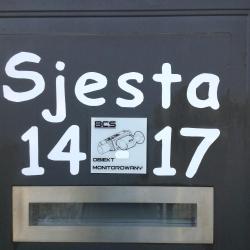 Sjesta
14 17
BCS
OBIEKT
MONITOROWANY